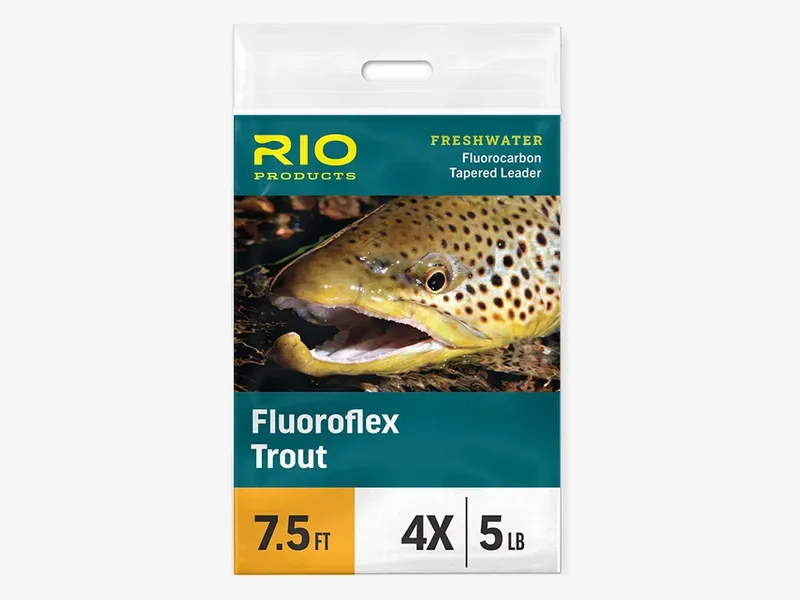 RIO
PRODUCTS
FRESHWATER
Fluorocarbon
Tapered Leader
Fluoroflex
Trout
7.5 FT
4X | 5 LB